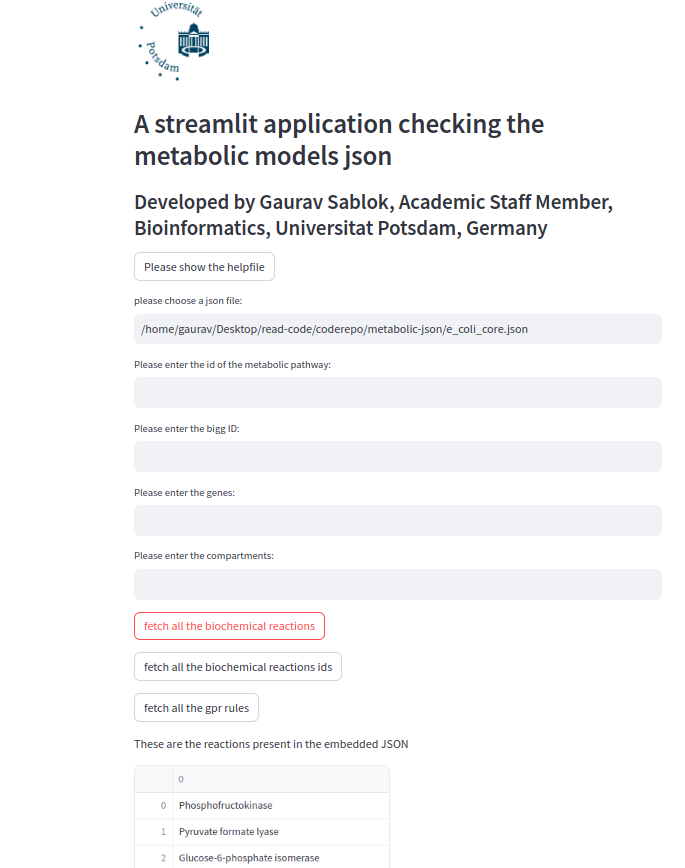 Universität
Potsdam
A streamlit application checking the
metabolic models json
Developed by Gaurav Sablok, Academic Staff Member,
Bioinformatics, Universitat Potsdam, Germany
Please show the helpfile
please choose a json file:
/home/gaurav/Desktop/read-code/coderepo/metabolic-json/e_coli_core.json
Please enter the id of the metabolic pathway:
Please enter the bigg ID:
Please enter the genes:
Please enter the compartments:
fetch all the biochemical reactions
fetch all the biochemical reactions ids
fetch all the gpr rules
These are the reactions present in the embedded JSON
0
0 Phosphofructokinase
1 Pyruvate formate lyase
2 Glucose-6-phosphate isomerase